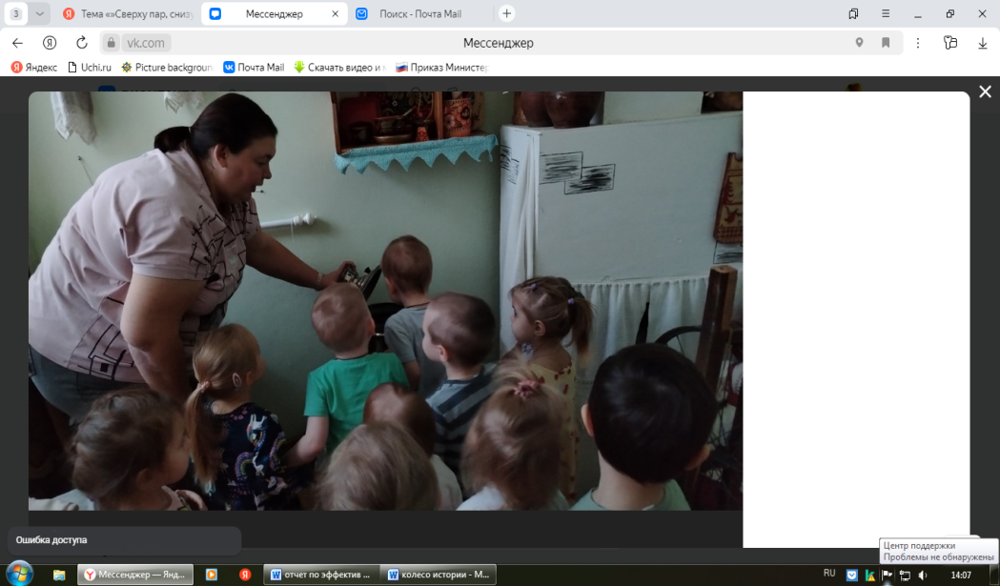 3
Тема «»Сверху пар, снизу
Мессенджер
Поиск - Почта Mail
vk.com
Мессенджер
Яндекс
Uchi.ru
Picture backgroun
Почта Mail
Скачать видео и м
Приказ Министер
Ошибка доступа
Центр поддержки
Проблемы не обнаружены
Мессенджер — Янд...
отчет по эффектив ...
колесо истории - М...
RU
14:07